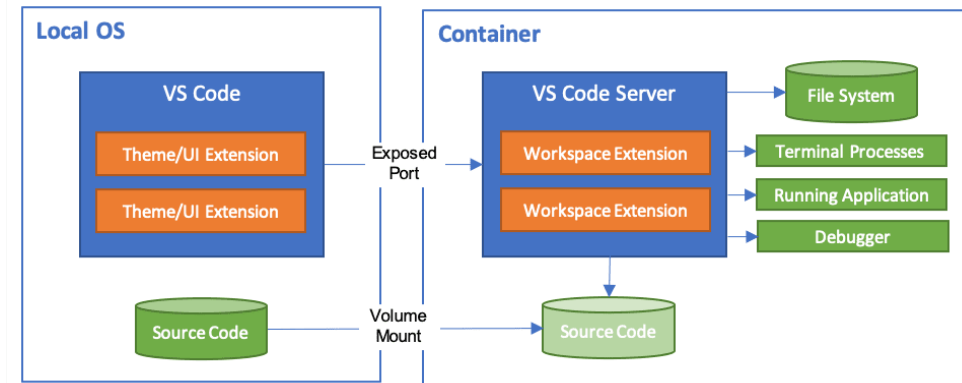 Local OS
VS Code
Theme/UI Extension
Theme/UI Extension
Source Code
Exposed
Port
Volume
Mount
Container
VS Code Server
Workspace Extension
Workspace Extension
Source Code
File System
Terminal Processes
Running Application
Debugger